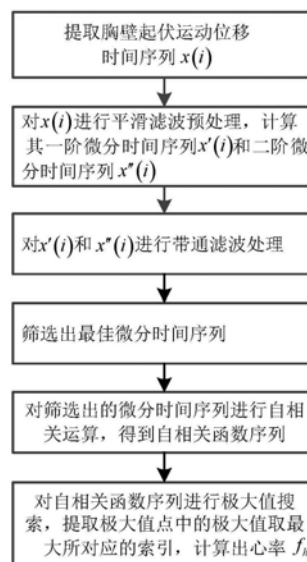 提取胸壁起伏运动位移
时间序列 x(i)
对x(i)进行平滑滤波预处理，计算
其一阶微分时间序列x′(i)和二阶微
分时间序列x″(i)
对x′(i)和x″(i)进行带通滤波处理
筛选出最佳微分时间序列
对筛选出的微分时间序列进行自相
关运算，得到自相关函数序列
对自相关函数序列进行极大值搜
索，提取极大值点中的极大值取最
大所对应的索引，计算出心率 f